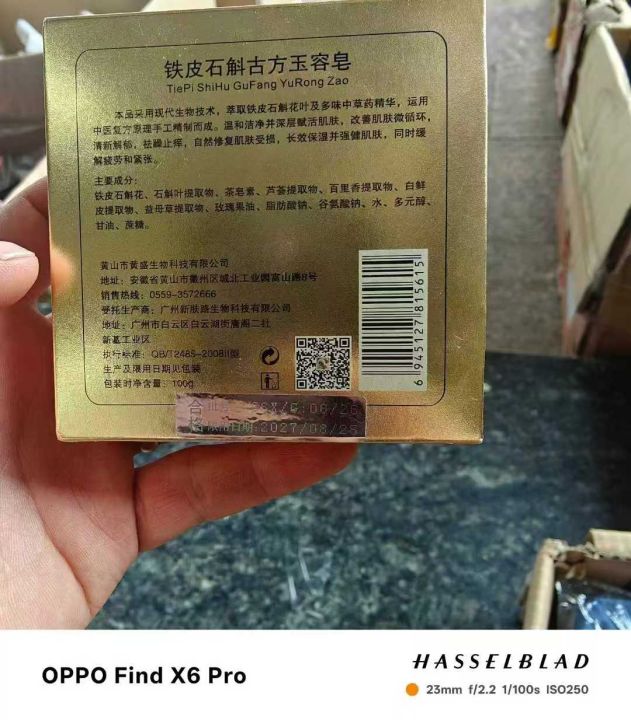 铁皮石斛古方玉容皂
TiePi ShiHu GuFang YuRong Zao
本品采用现代生物技术，萃取铁皮石斛花叶及多味中草药精华，运用
中医复方原理手工精制而成。温和洁净并深层赋活肌肤，改善肌肤微循环，
清新解郁，祛燥止痒，自然修复肌肤受损，长效保湿并强健肌肤，同时缓
解疲劳和紧张。
主要成分：
铁皮石斛花、石斛叶提取物、茶皂素、芦荟提取物、百里香提取物、白鲜
皮提取物、益母草提取物、玫瑰果油、脂肪酸钠、谷氨酸钠、水、多元醇、
甘油、蔗糖。
黄山市黄盛生物科技有限公司
地址：安徽省黄山市徽州区城北工业园富山路8号
销售热线：0559-3572666
受托生产商：广州新肤路生物科技有限公司
地址：广州市白云区白云湖街唐阁二社
新基工业区
执行标准：QB/T2485-2008II型
生产及限用日期见包装
包装时净含量：100g
6 945127 815615
合格
限用日期:2027/08/25
OPPO Find X6 Pro
HASSELBLAD
23mm f/2.2 1/100s ISO250